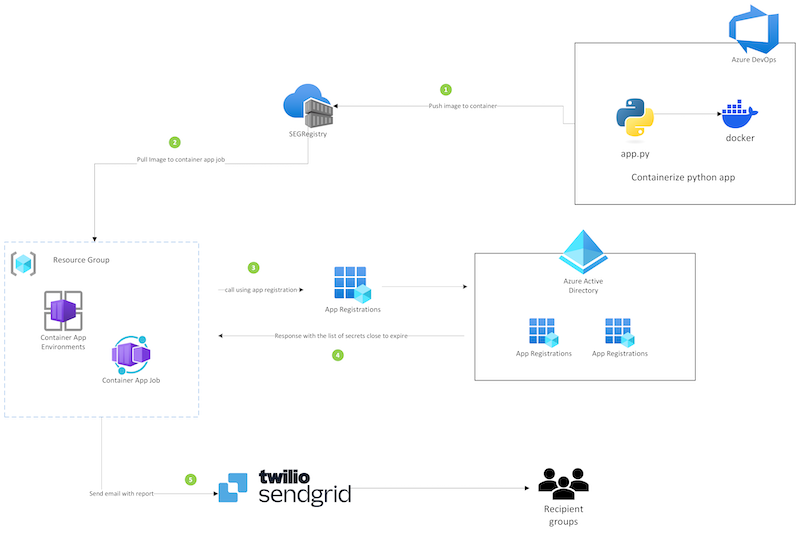 Azure DevOps
1
Push image to container
SEGRegistry
app.py
docker
Containerize python app
2
Pull Image to container app job
Resource Group
Container App
Environments
Container App Job
3
call using app registration
App Registrations
Azure Active
Directory
App Registrations
App Registrations
Response with the list of secrets close to expire
4
5
Send email with report
twilio
sendgrid
Recipient
groups